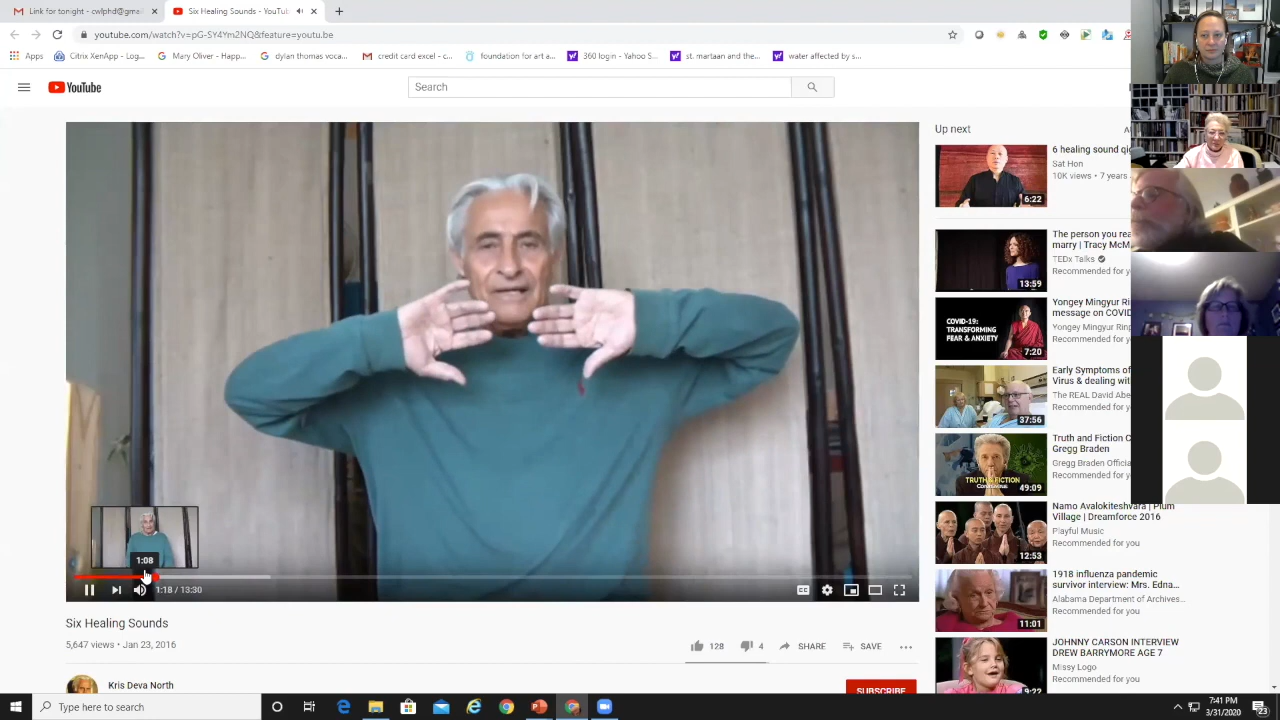 Link for tonight - cwlphd@gmai
Six Healing Sounds - YouTub
youtube.com/watch?v=pG-SY4Ym2NQ&feature=youtu.be
Apps
Citrix XenApp - Log...
Mary Oliver - Happ...
dylan thomas voca...
credit card excel - c...
foundation for art a...
360 login - Yahoo S...
st. martaan and the...
water affected by s...
YouTube
Search
Up next
6 healing sound qi
Sat Hon
10K views • 7 years
6:22
The person you rea
marry | Tracy McM
TEDx Talks
Recommended for y
13:59
Yongey Mingyur Rin
message on COVID
Yongey Mingyur Rinp
Recommended for y
COVID-19:
TRANSFORMING
FEAR & ANXIETY
7:20
Early Symptoms of
Virus & dealing wit
The REAL David Abe
Recommended for y
37:56
Truth and Fiction C
Gregg Braden
Gregg Braden Officia
Recommended for y
TRUTH & FICTION
Coronavirus
49:09
Namo Avalokiteshvara | Plum
Village | Dreamforce 2016
Playful Music
Recommended for you
12:53
1918 influenza pandemic
survivor interview: Mrs. Edna...
Alabama Department of Archives...
Recommended for you
11:01
JOHNNY CARSON INTERVIEW
DREW BARRYMORE AGE 7
Missy Logo
Recommended for you
9:22
1:08
1:18 / 13:30
Six Healing Sounds
5,647 views • Jan 23, 2016
128
4
SHARE
SAVE
Kris Deva North
SUBSCRIBE
Type here to search
7:41 PM
3/31/2020
23